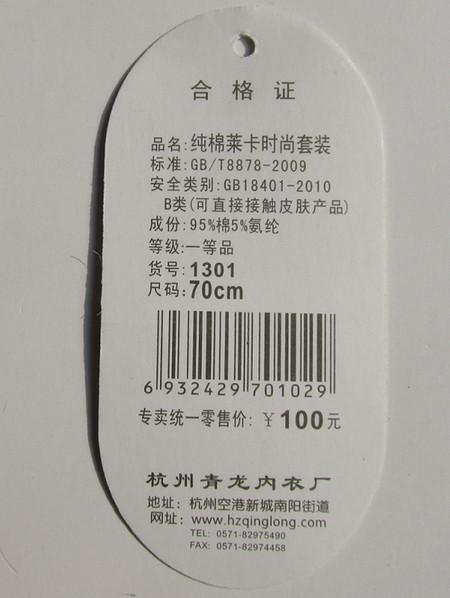 合格证
品名:纯棉莱卡时尚套装
标准:GB/T8878-2009
安全类别:GB18401-2010
B类(可直接接触皮肤产品)
成份:95%棉5%氨纶
等级:一等品
货号:1301
尺码:70cm
6 932429 701029
专卖统一零售价:￥100元
杭州青龙内衣厂
地址:杭州空港新城南阳街道
网址:www.hzqinglong.com
TEL: 0571-82975490
FAX: 0571-82974458